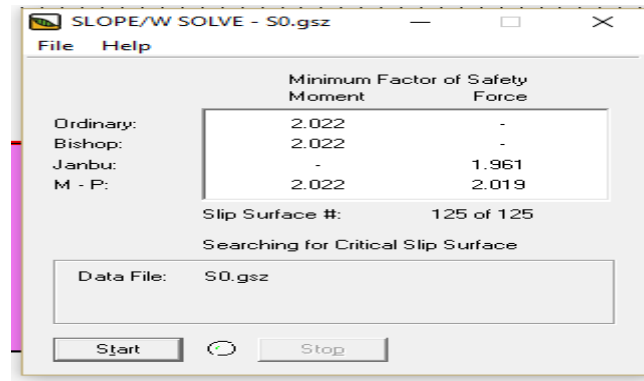 SLOPE/W SOLVE - S0.gsz
File Help
Minimum Factor of Safety
Moment Force
Ordinary: 2.022 -
Bishop: 2.022 -
Janbu: - 1.961
M - P: 2.022 2.019
Slip Surface #: 125 of 125
Searching for Critical Slip Surface
Data File: S0.gsz
Start Stop